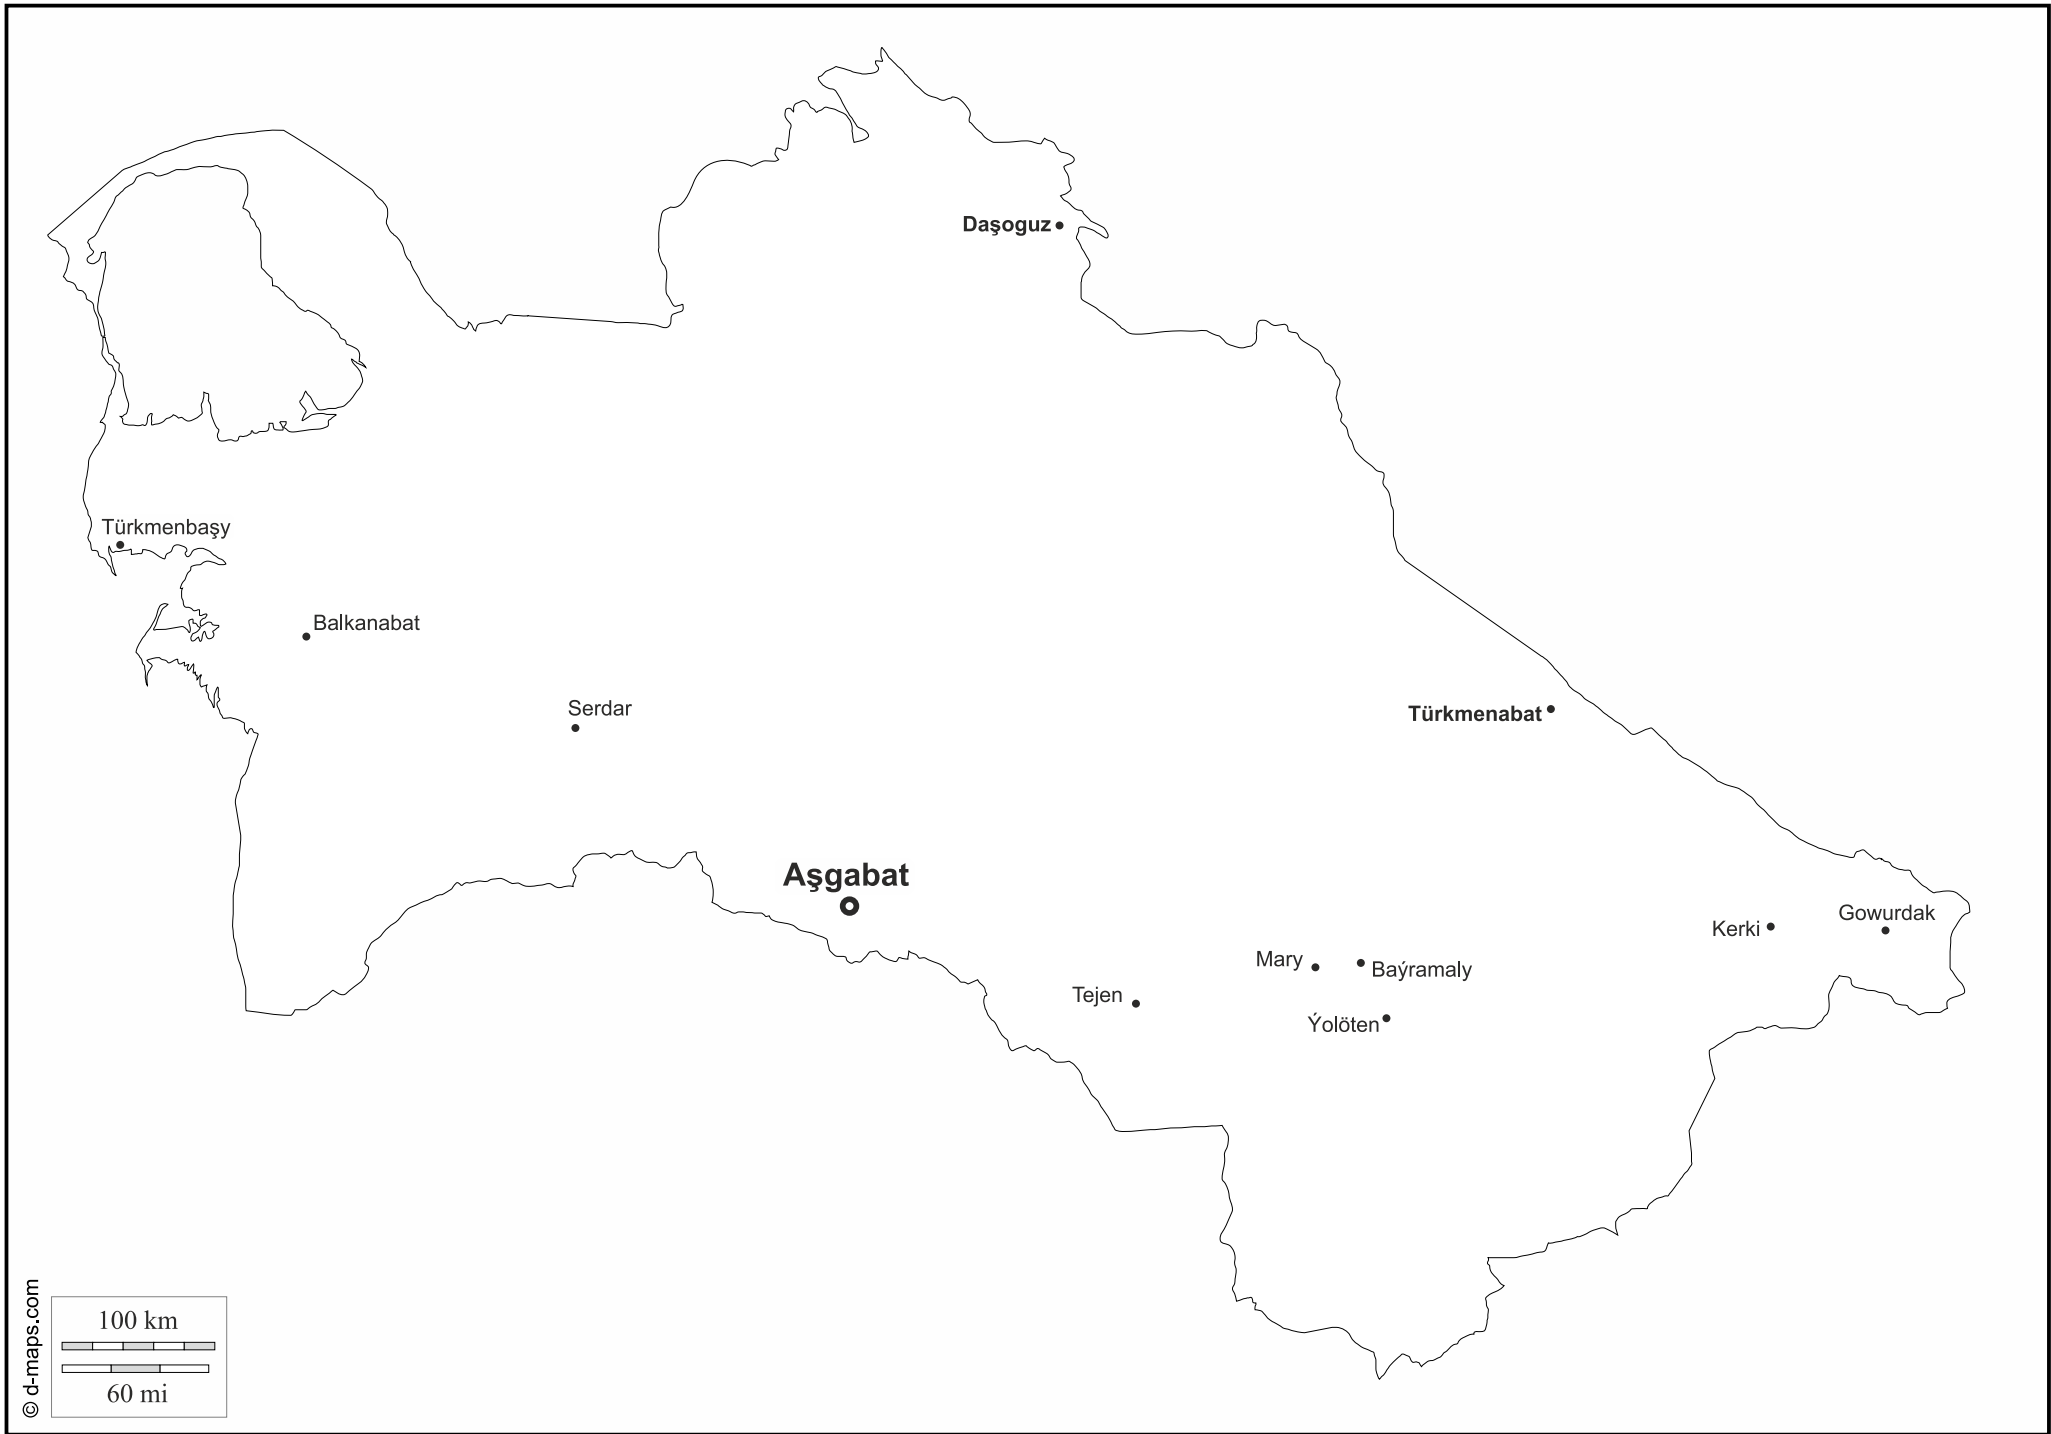 Daşoguz
Türkmenbaşy
Balkanabat
Serdar
Türkmenabat
Aşgabat
Gowurdak
Kerki
Mary
Baýramaly
Tejen
Ýolöten
100 km
60 mi
© d-maps.com